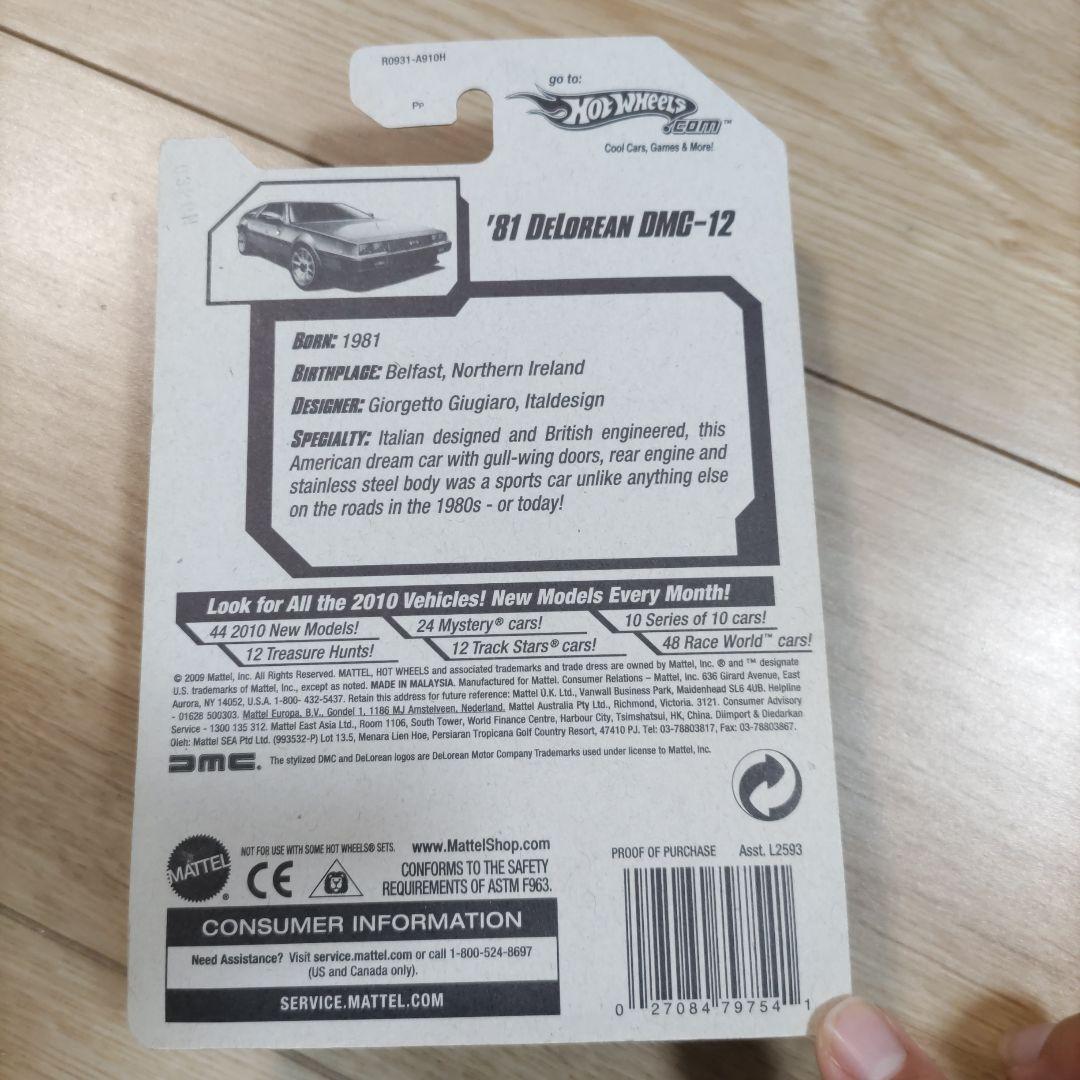 R0931-A910H
PP
go to:
HOT WHEELS
.COM™
Cool Cars, Games & More!
'81 DELOREAN DMC-12
BORN: 1981
BIRTHPLACE: Belfast, Northern Ireland
DESIGNER: Giorgetto Giugiaro, Italdesign
SPECIALTY: Italian designed and British engineered, this
American dream car with gull-wing doors, rear engine and
stainless steel body was a sports car unlike anything else
on the roads in the 1980s - or today!
Look for All the 2010 Vehicles! New Models Every Month!
44 2010 New Models!
24 Mystery® cars!
10 Series of 10 cars!
12 Treasure Hunts!
12 Track Stars® cars!
48 Race World™ cars!
© 2009 Mattel, Inc. All Rights Reserved. MATTEL, HOT WHEELS and associated trademarks and trade dress are owned by Mattel, Inc. ® and ™ designate
U.S. trademarks of Mattel, Inc., except as noted. MADE IN MALAYSIA. Manufactured for Mattel. Consumer Relations – Mattel, Inc. 636 Girard Avenue, East
Aurora, NY 14052, U.S.A. 1-800- 432-5437. Retain this address for future reference: Mattel U.K. Ltd., Vanwall Business Park, Maidenhead SL6 4UB. Helpline
- 01628 500303. Mattel Europa, B.V., Gondel 1, 1186 MJ Amstelveen, Nederland. Mattel Australia Pty Ltd., Richmond, Victoria. 3121. Consumer Advisory
Service - 1300 135 312. Mattel East Asia Ltd., Room 1106, South Tower, World Finance Centre, Harbour City, Tsimshatsui, HK, China. Diimport & Diedarkan
Oleh: Mattel SEA Ptd Ltd. (993532-P) Lot 13.5, Menara Lien Hoe, Persiaran Tropicana Golf Country Resort, 47410 PJ. Tel: 03-78803817, Fax: 03-78803867.
DMC. The stylized DMC and DeLorean logos are DeLorean Motor Company Trademarks used under license to Mattel, Inc.
MATTEL®
NOT FOR USE WITH SOME HOT WHEELS® SETS.
www.MattelShop.com
CE
CONFORMS TO THE SAFETY
REQUIREMENTS OF ASTM F963.
PROOF OF PURCHASE Asst. L2593
CONSUMER INFORMATION
Need Assistance? Visit service.mattel.com or call 1-800-524-8697
(US and Canada only).
SERVICE.MATTEL.COM
0 27084 79754 1